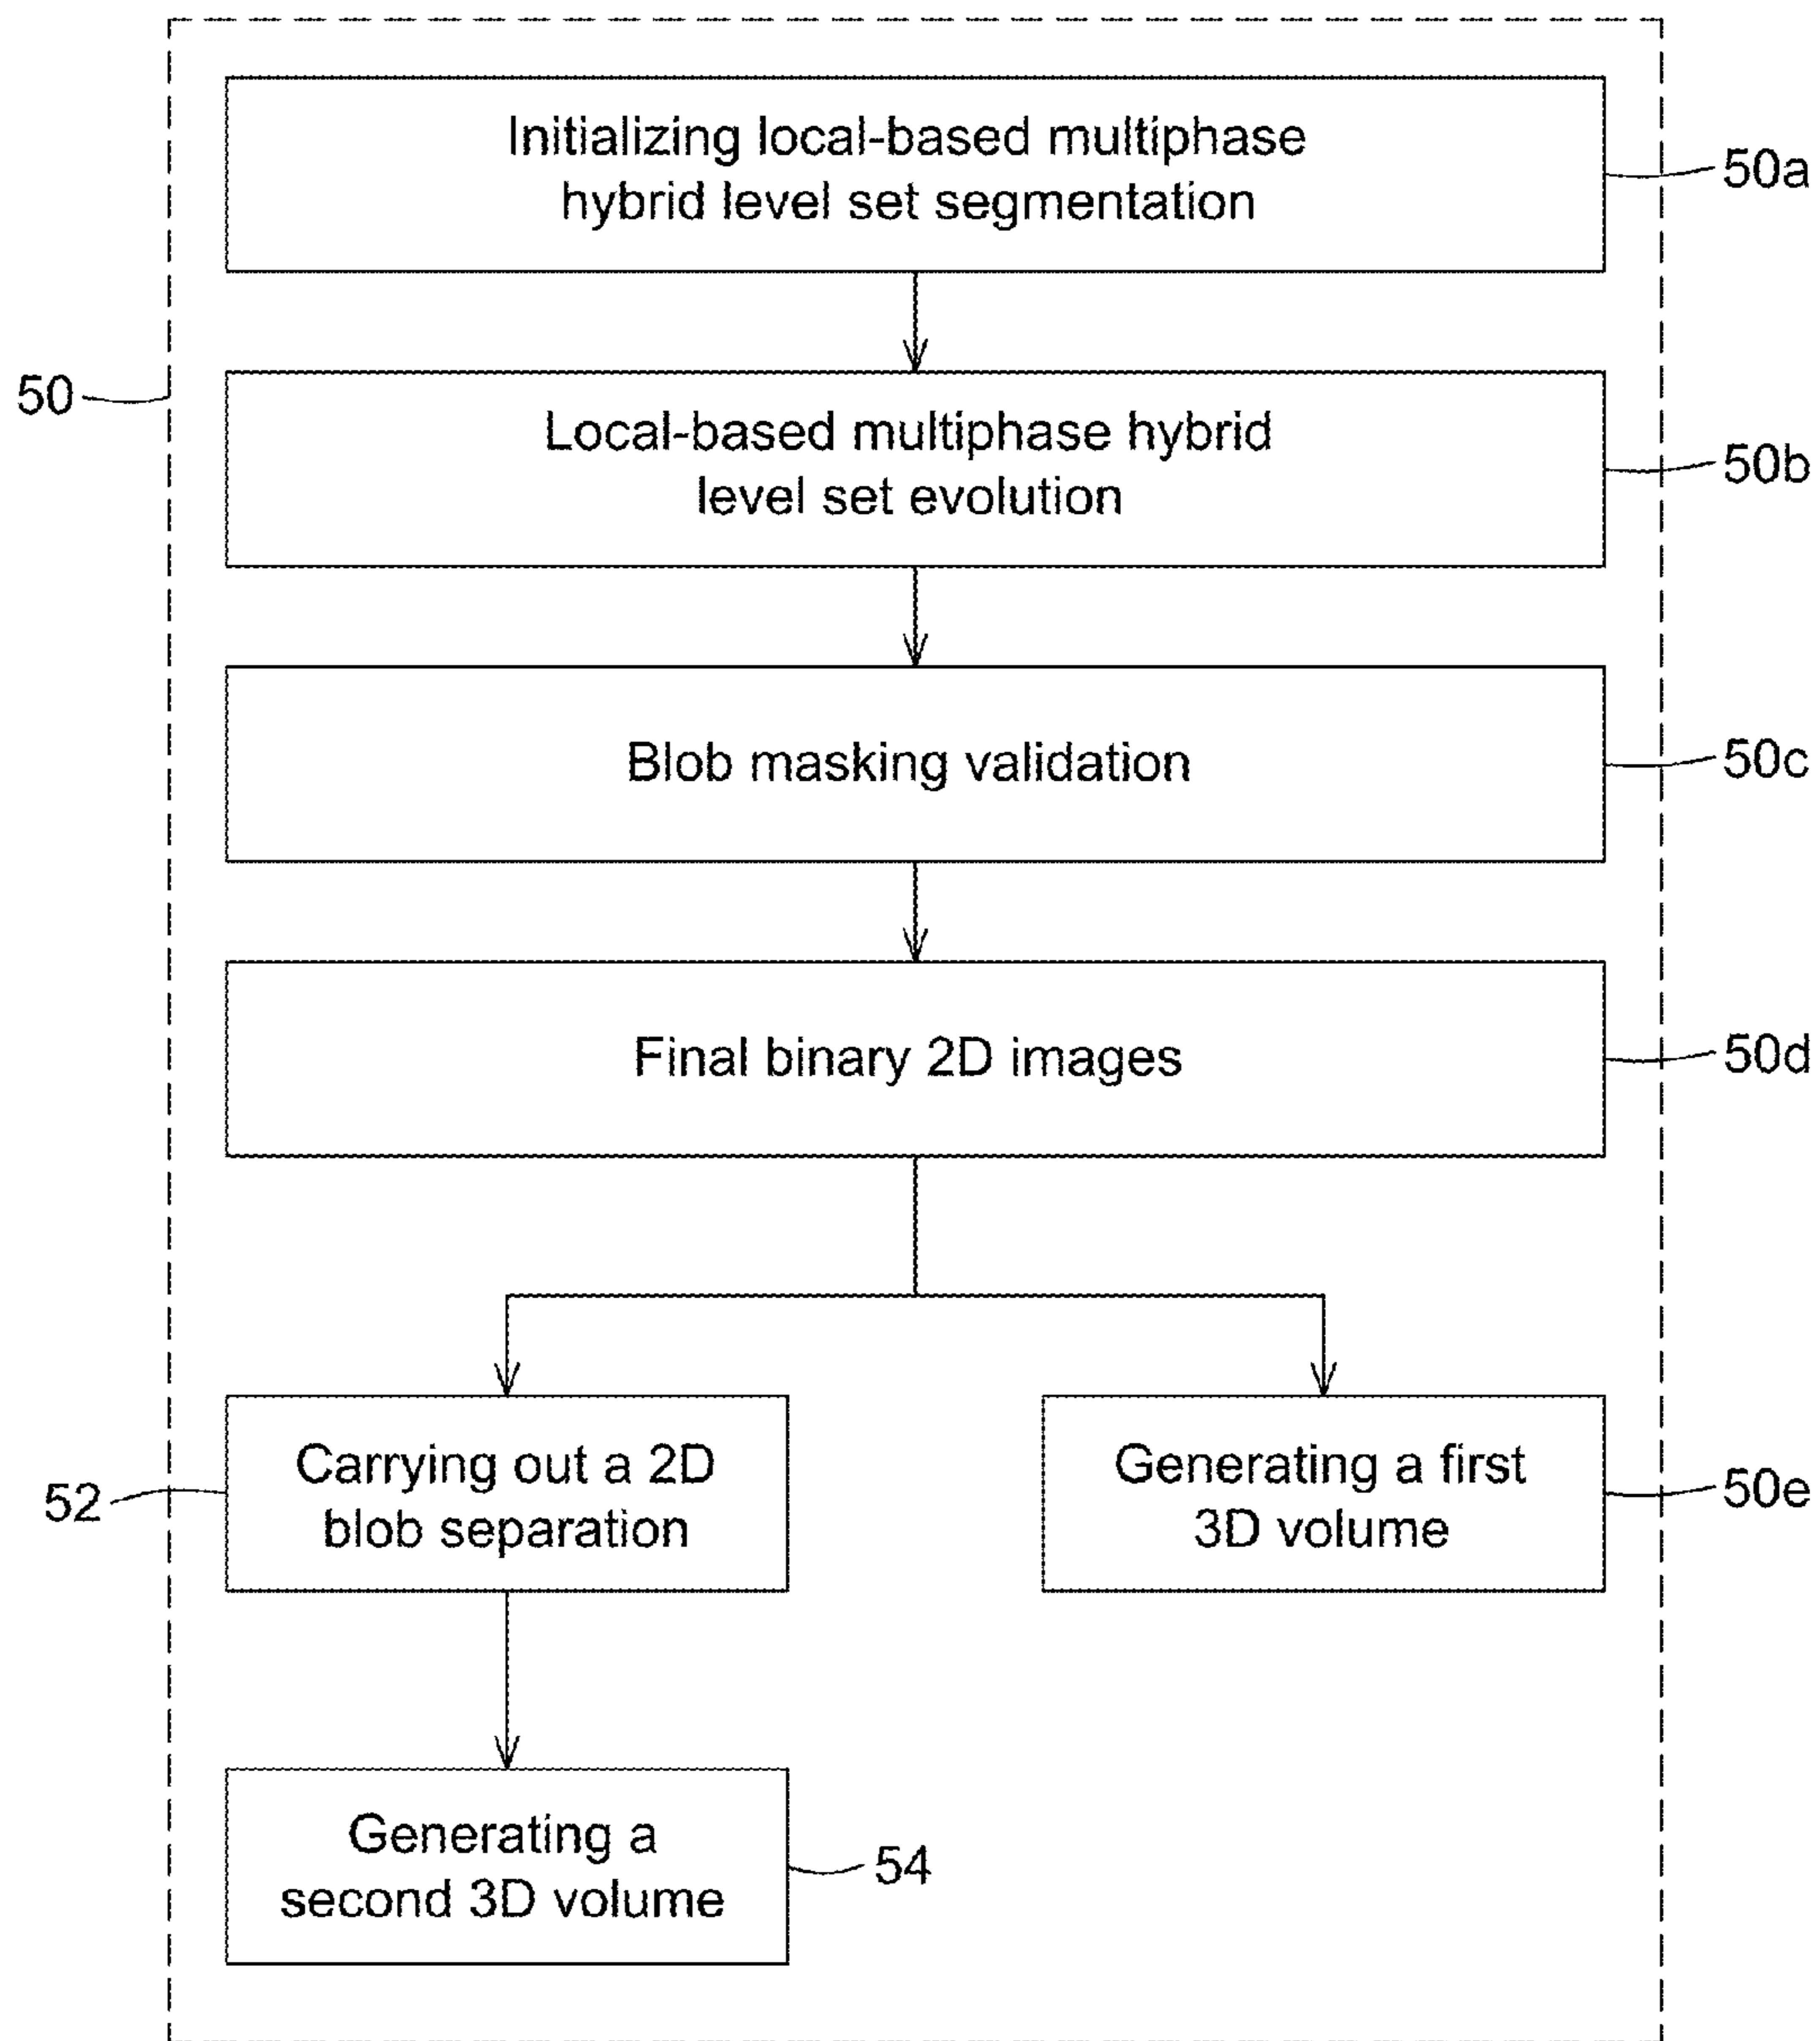 Initializing local-based multiphase
hybrid level set segmentation
50a
50
Local-based multiphase hybrid
level set evolution
50b
Blob masking validation
50c
Final binary 2D images
50d
52
Carrying out a 2D
blob separation
Generating a first
3D volume
50e
Generating a
second 3D volume
54